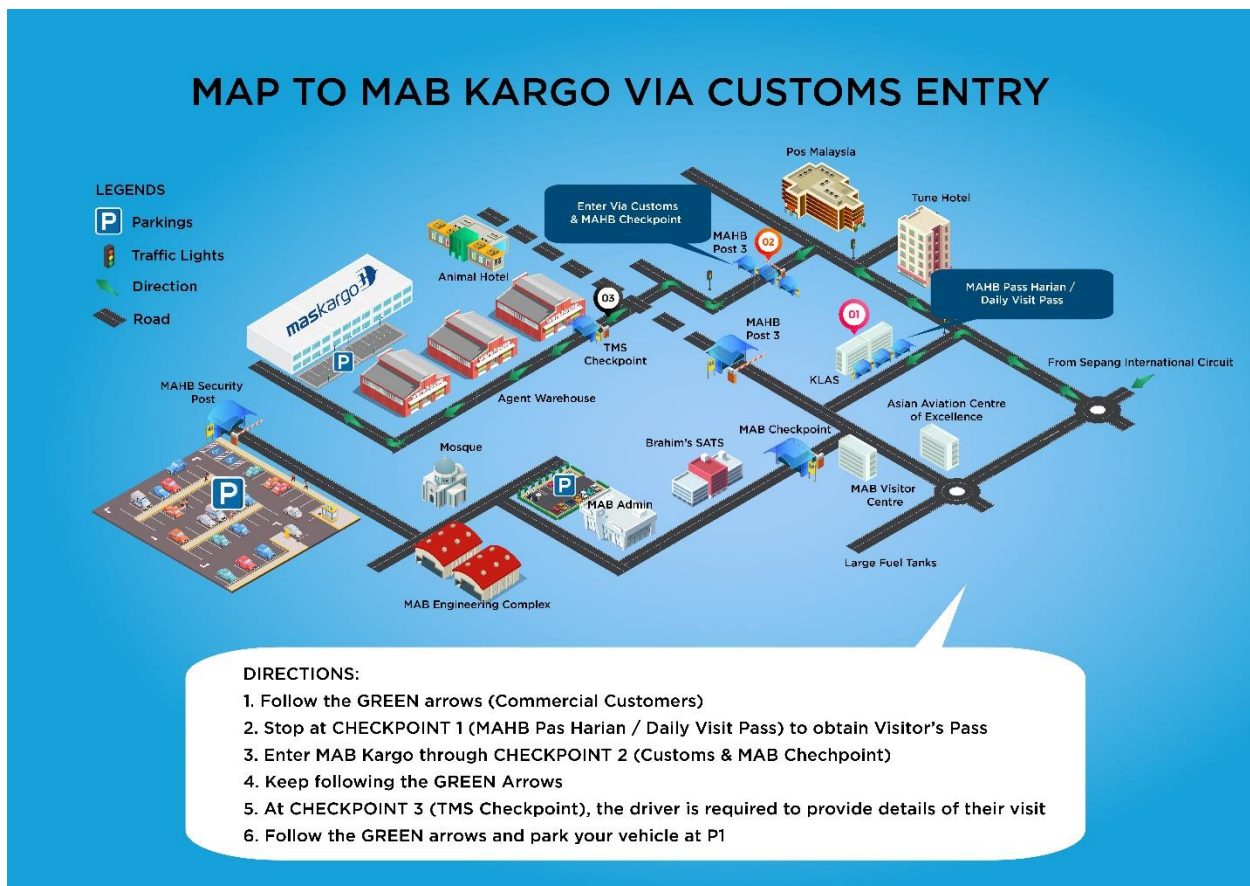 MAP TO MAB KARGO VIA CUSTOMS ENTRY
LEGENDS
P
Parkings
Traffic Lights
Direction
Road
Pos Malaysia
Tune Hotel
Enter Via Customs
& MAHB Checkpoint
MAHB
Post 3
02
Animal Hotel
maskargo
P
03
TMS
Checkpoint
MAHB Pass Harian /
Daily Visit Pass
01
KLAS
MAHB
Post 3
From Sepang International Circuit
MAHB Security
Post
Agent Warehouse
Asian Aviation Centre
of Excellence
Mosque
Brahim's SATS
MAB Checkpoint
MAB Visitor
Centre
P
P
MAB Admin
Large Fuel Tanks
MAB Engineering Complex
DIRECTIONS:
1. Follow the GREEN arrows (Commercial Customers)
2. Stop at CHECKPOINT 1 (MAHB Pas Harian / Daily Visit Pass) to obtain Visitor's Pass
3. Enter MAB Kargo through CHECKPOINT 2 (Customs & MAB Chechpoint)
4. Keep following the GREEN Arrows
5. At CHECKPOINT 3 (TMS Checkpoint), the driver is required to provide details of their visit
6. Follow the GREEN arrows and park your vehicle at P1